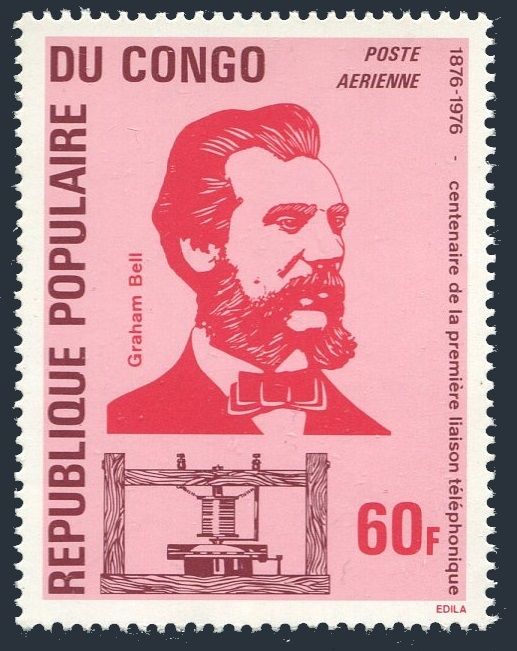 REPUBLIQUE POPULAIRE
DU CONGO
POSTE
AERIENNE
1876-1976 - centenaire de la première liaison téléphonique
Graham Bell
60F
EDILA